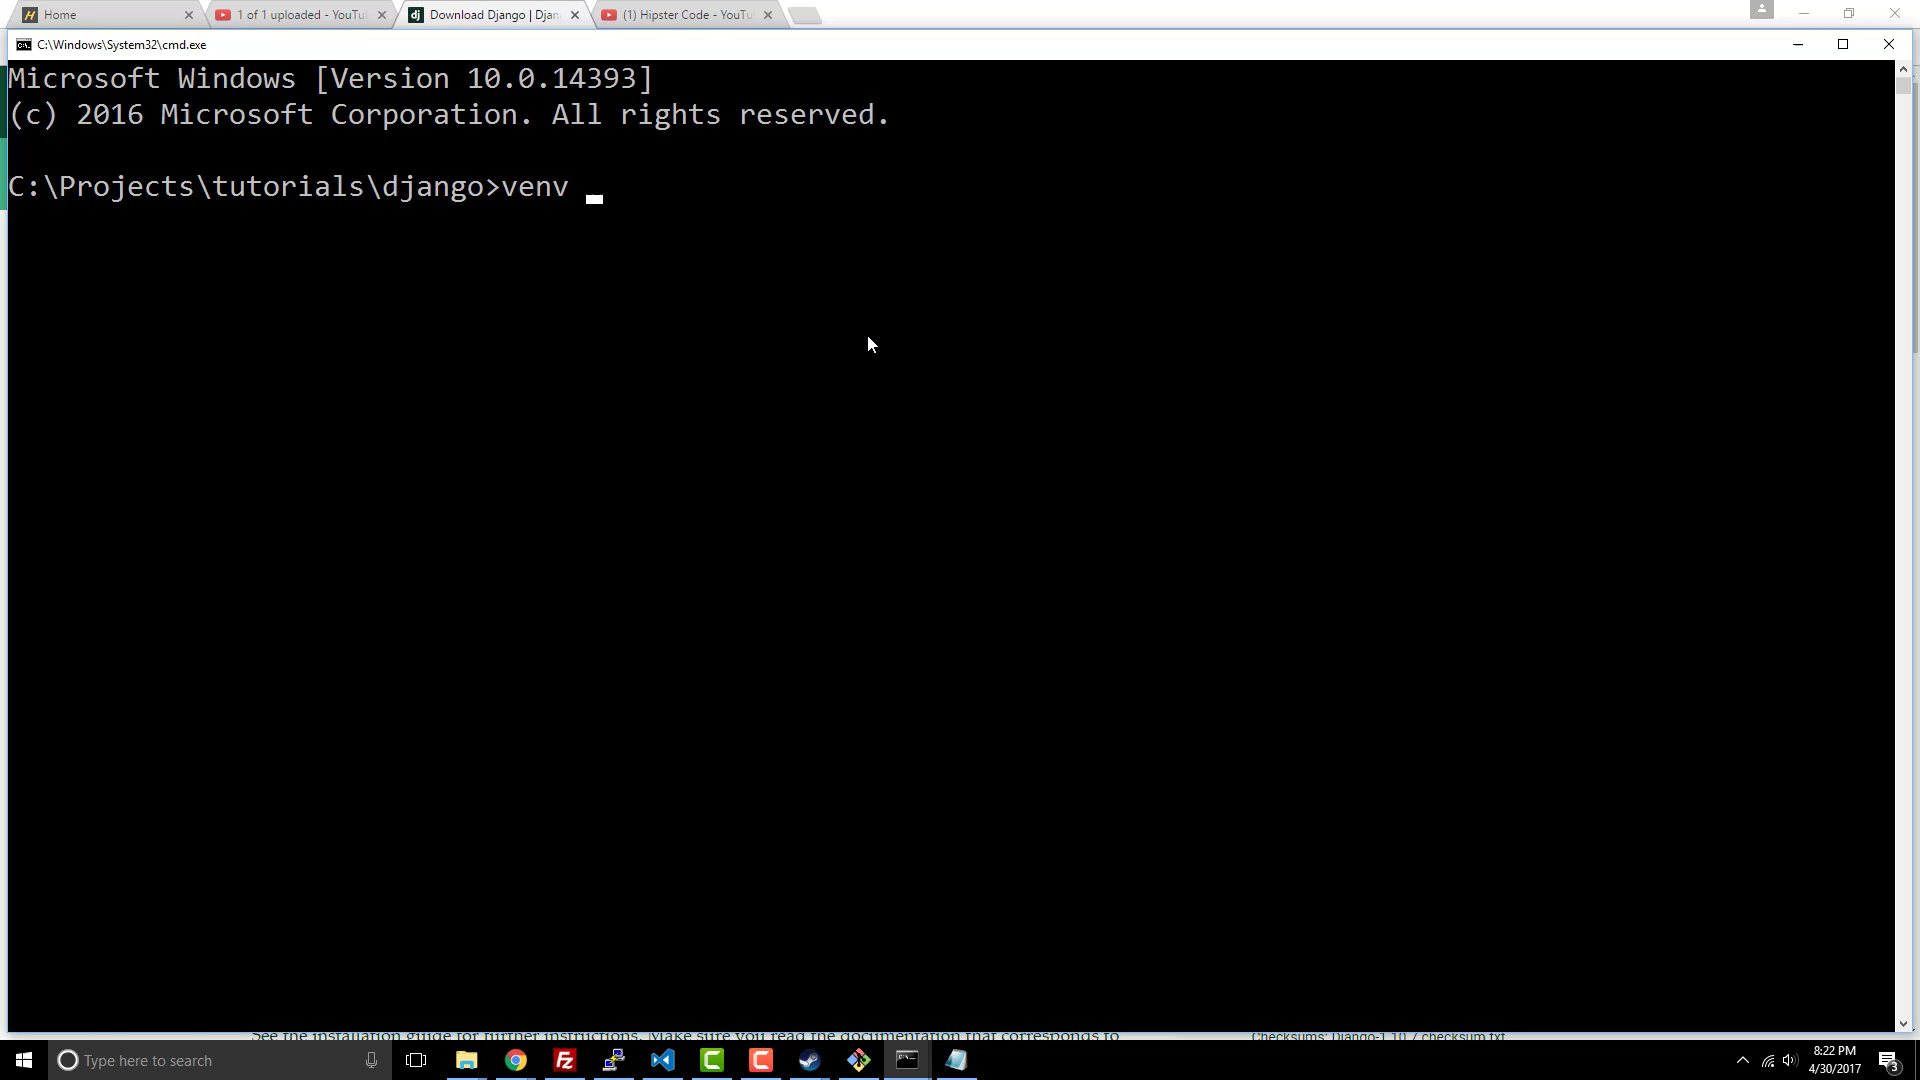 Home
1 of 1 uploaded - YouTu
Download Django | Djan
(1) Hipster Code - YouTu
C:\Windows\System32\cmd.exe
Microsoft Windows [Version 10.0.14393]
(c) 2016 Microsoft Corporation. All rights reserved.
C:\Projects\tutorials\django>venv
See the installation guide for further instructions. Make sure you read the documentation that corresponds to
Checksums: Django-1.10.7.checksum.txt
Type here to search
8:22 PM
4/30/2017
3